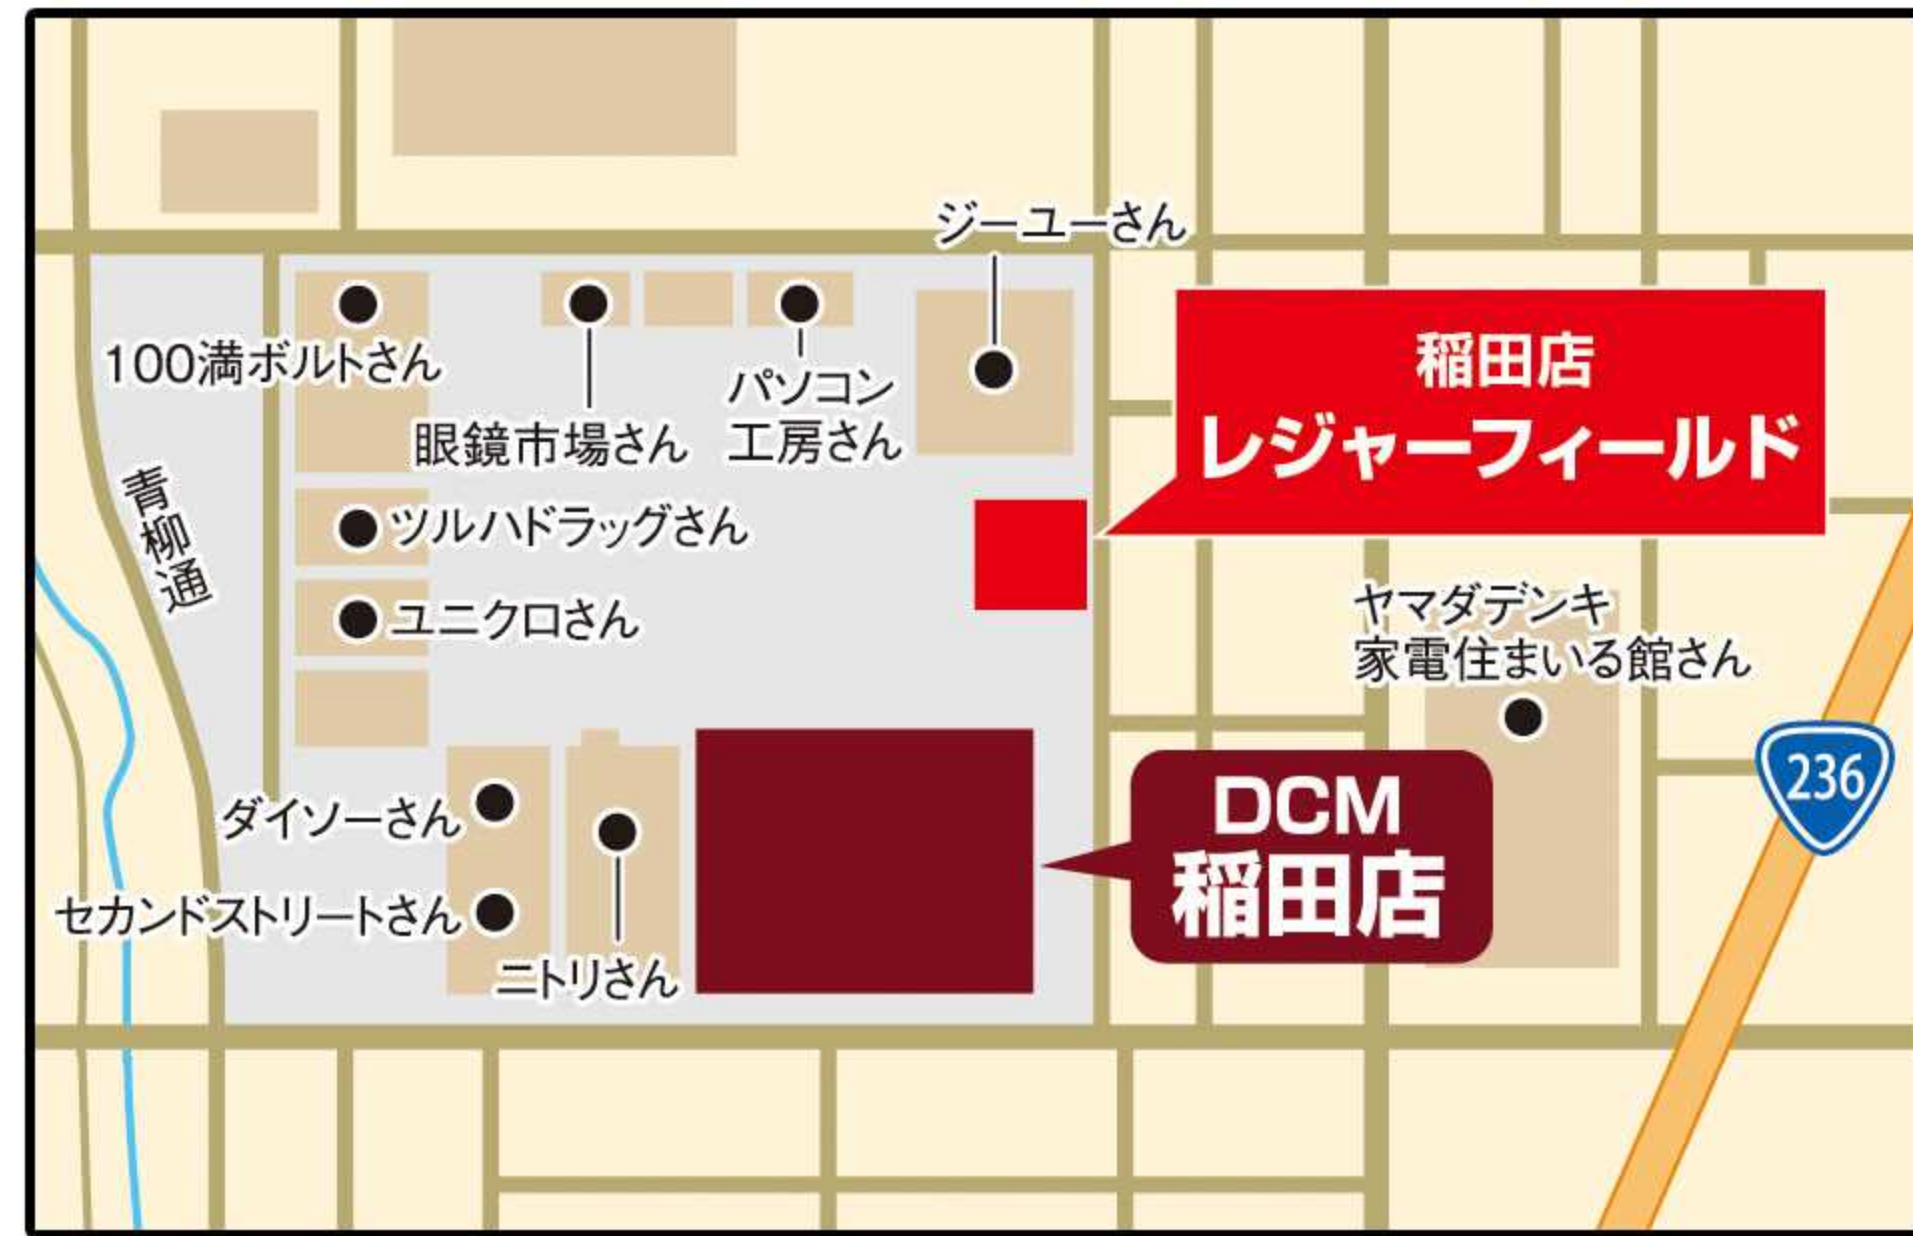 ジーユーさん
100満ボルトさん
眼鏡市場さん
パソコン
工房さん
稲田店
レジャーフィールド
青柳通
ツルハドラッグさん
ユニクロさん
ヤマダデンキ
家電住まいる館さん
236
ダイソーさん
セカンドストリートさん
ニトリさん
DCM
稲田店